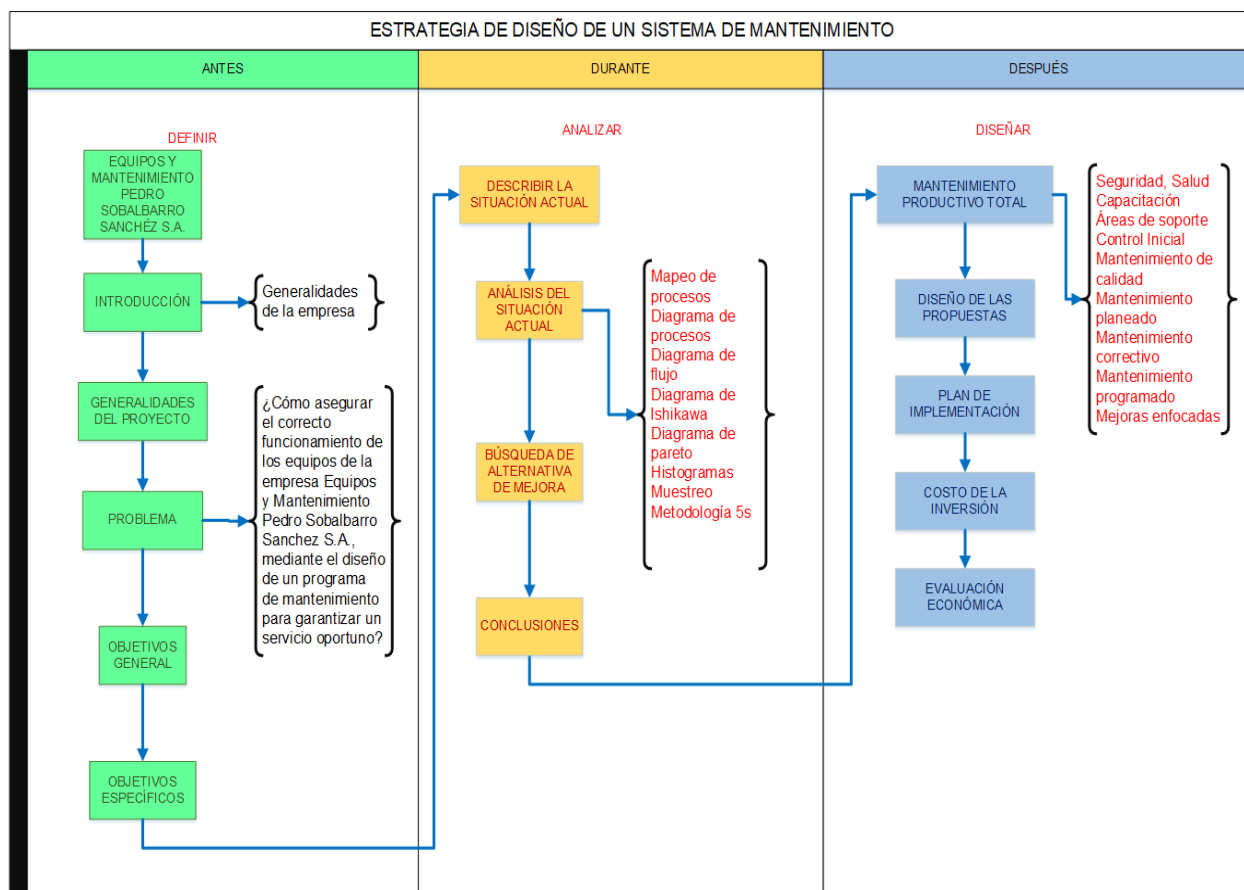 ESTRATEGIA DE DISEÑO DE UN SISTEMA DE MANTENIMIENTO
ANTES
DURANTE
DESPUÉS
DEFINIR
EQUIPOS Y
MANTENIMIENTO
PEDRO
SOBALBARRO
SANCHÉZ S.A.
INTRODUCCIÓN
Generalidades
de la empresa
GENERALIDADES
DEL PROYECTO
PROBLEMA
¿Cómo asegurar
el correcto
funcionamiento de
los equipos de la
empresa Equipos
y Mantenimiento
Pedro Sobalbarro
Sanchez S.A.,
mediante el diseño
de un programa
de mantenimiento
para garantizar un
servicio oportuno?
OBJETIVOS
GENERAL
OBJETIVOS
ESPECÍFICOS
ANALIZAR
DESCRIBIR LA
SITUACIÓN ACTUAL
ANÁLISIS DEL
SITUACIÓN
ACTUAL
Mapeo de
procesos
Diagrama de
procesos
Diagrama de
flujo
Diagrama de
Ishikawa
Diagrama de
pareto
Histogramas
Muestreo
Metodología 5s
BÚSQUEDA DE
ALTERNATIVA
DE MEJORA
CONCLUSIONES
DISEÑAR
MANTENIMIENTO
PRODUCTIVO TOTAL
Seguridad, Salud
Capacitación
Áreas de soporte
Control Inicial
Mantenimiento de
calidad
Mantenimiento
planeado
Mantenimiento
correctivo
Mantenimiento
programado
Mejoras enfocadas
DISEÑO DE LAS
PROPUESTAS
PLAN DE
IMPLEMENTACIÓN
COSTO DE LA
INVERSIÓN
EVALUACIÓN
ECONÓMICA